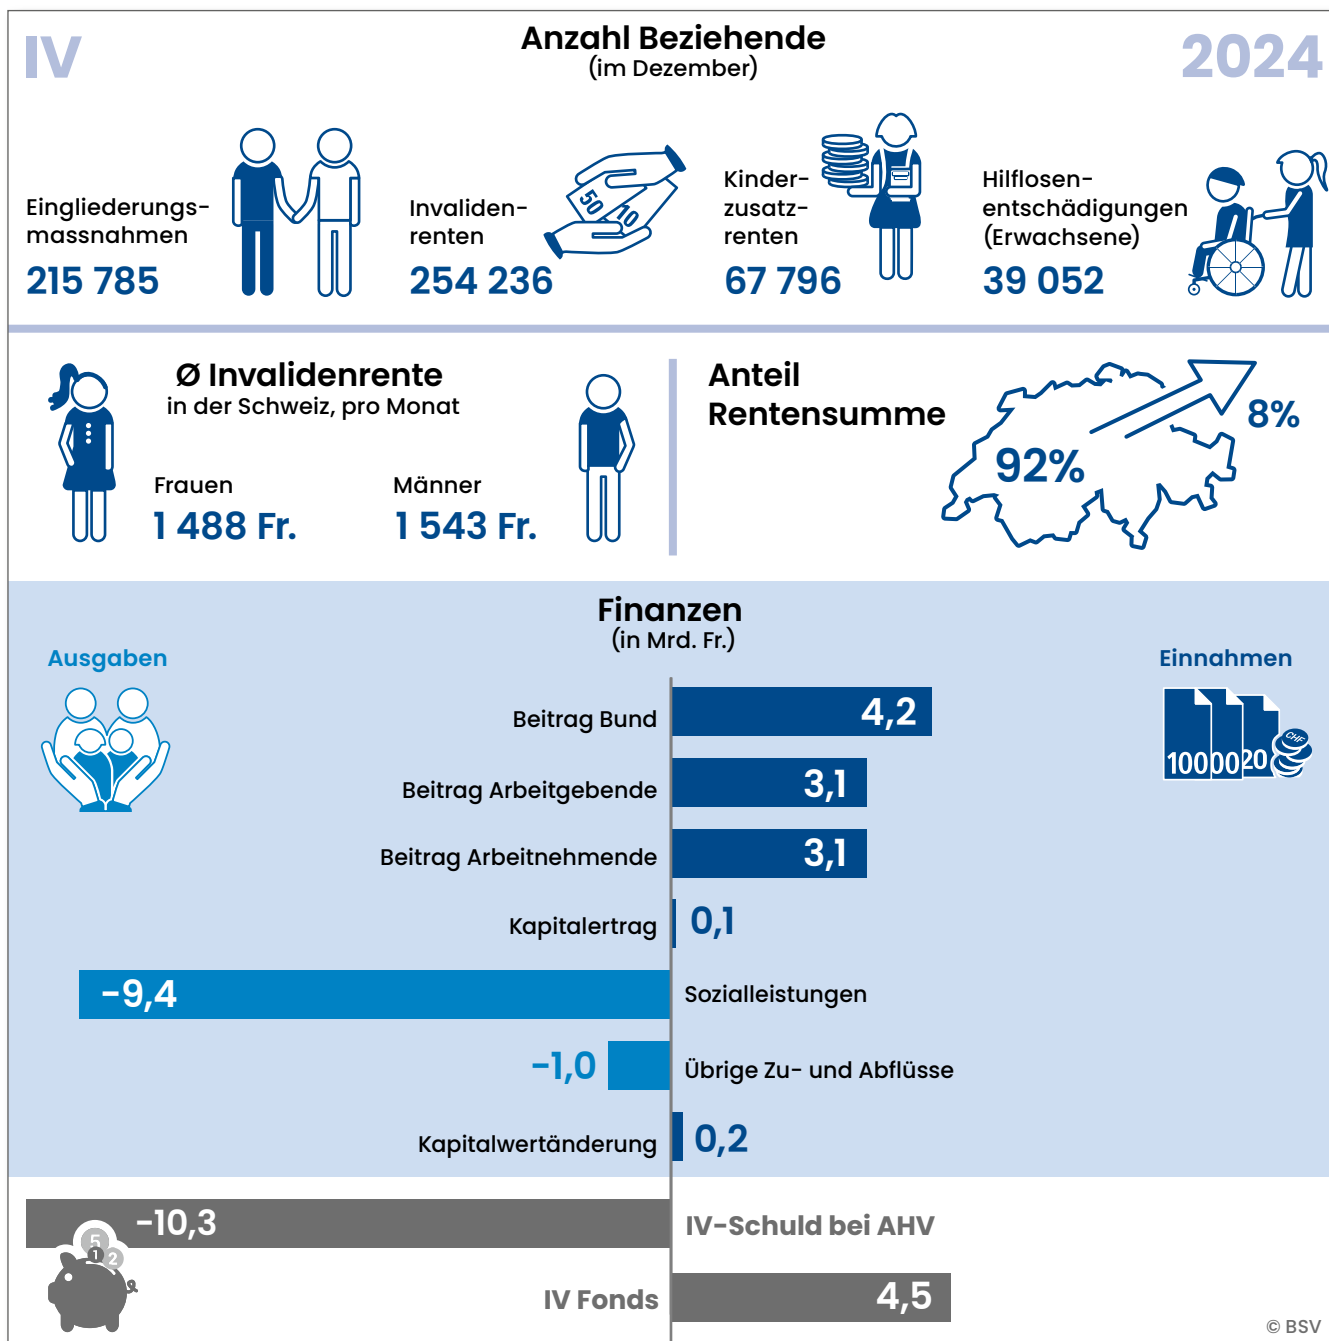 IV
Anzahl Beziehende
(im Dezember)
2024
Eingliederungs-
massnahmen
215 785
Invaliden-
renten
254 236
50
10
Kinder-
zusatz-
renten
67 796
Hilflosen-
entschädigungen
(Erwachsene)
39 052
Ø Invalidenrente
in der Schweiz, pro Monat
Frauen
1 488 Fr.
Männer
1 543 Fr.
Anteil
Rentensumme
92%
8%
Finanzen
(in Mrd. Fr.)
Ausgaben
Einnahmen
100
00
20
CHF
Beitrag Bund
4,2
Beitrag Arbeitgebende
3,1
Beitrag Arbeitnehmende
3,1
Kapitalertrag
0,1
-9,4
Sozialleistungen
-1,0
Übrige Zu- und Abflüsse
Kapitalwertänderung
0,2
-10,3
IV-Schuld bei AHV
5
1
2
IV Fonds
4,5
© BSV